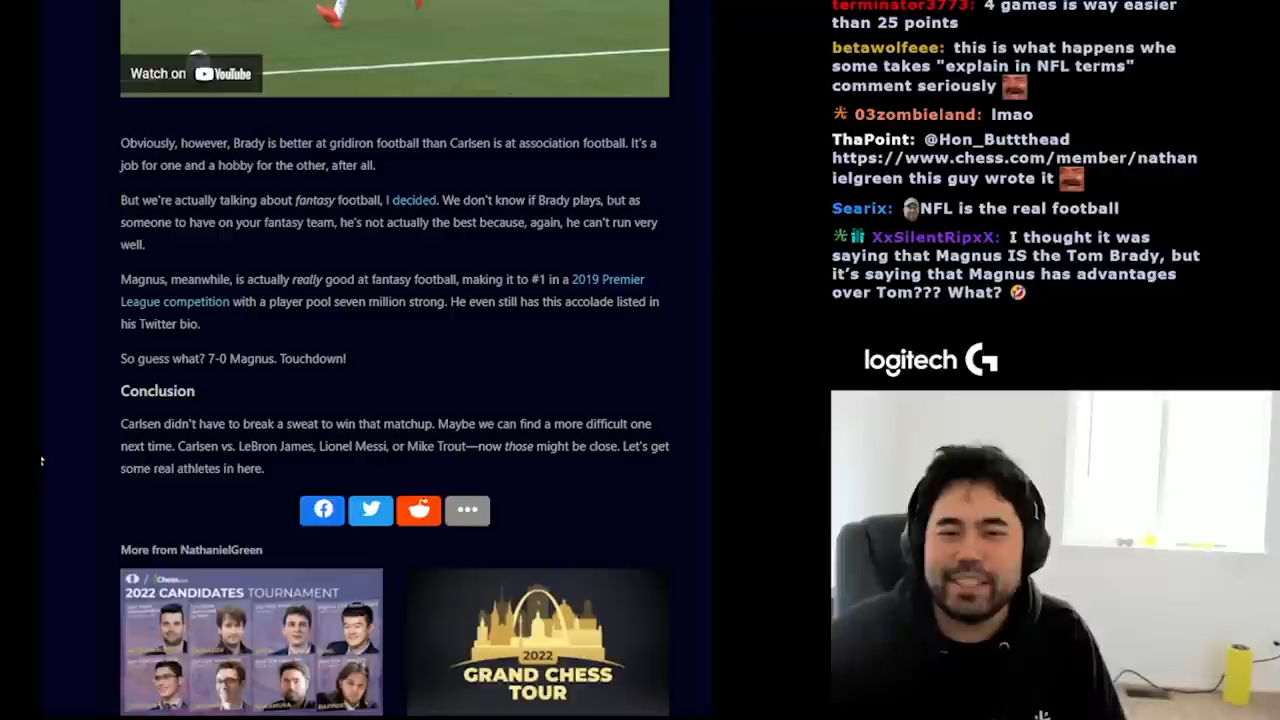 Watch on YouTube
Obviously, however, Brady is better at gridiron football than Carlsen is at association football. It's a
job for one and a hobby for the other, after all.
But we're actually talking about fantasy football, I decided. We don't know if Brady plays, but as
someone to have on your fantasy team, he's not actually the best because, again, he can't run very
well.
Magnus, meanwhile, is actually really good at fantasy football, making it to #1 in a 2019 Premier
League competition with a player pool seven million strong. He even still has this accolade listed in
his Twitter bio.
So guess what? 7-0 Magnus. Touchdown!
Conclusion
Carlsen didn't have to break a sweat to win that matchup. Maybe we can find a more difficult one
next time. Carlsen vs. LeBron James, Lionel Messi, or Mike Trout—now those might be close. Let's get
some real athletes in here.
More from NathanielGreen
Chess.com
2022 CANDIDATES TOURNAMENT
2022
GRAND CHESS
TOUR
terminator3773: 4 games is way easier
than 25 points
betawolfeee: this is what happens whe
some takes "explain in NFL terms"
comment seriously
03zombieland: lmao
ThaPoint: @Hon_Buttthead
https://www.chess.com/member/nathan
ielgreen this guy wrote it
Searix: NFL is the real football
XxSilentRipxX: I thought it was
saying that Magnus IS the Tom Brady, but
it's saying that Magnus has advantages
over Tom??? What? 🤣
logitech G